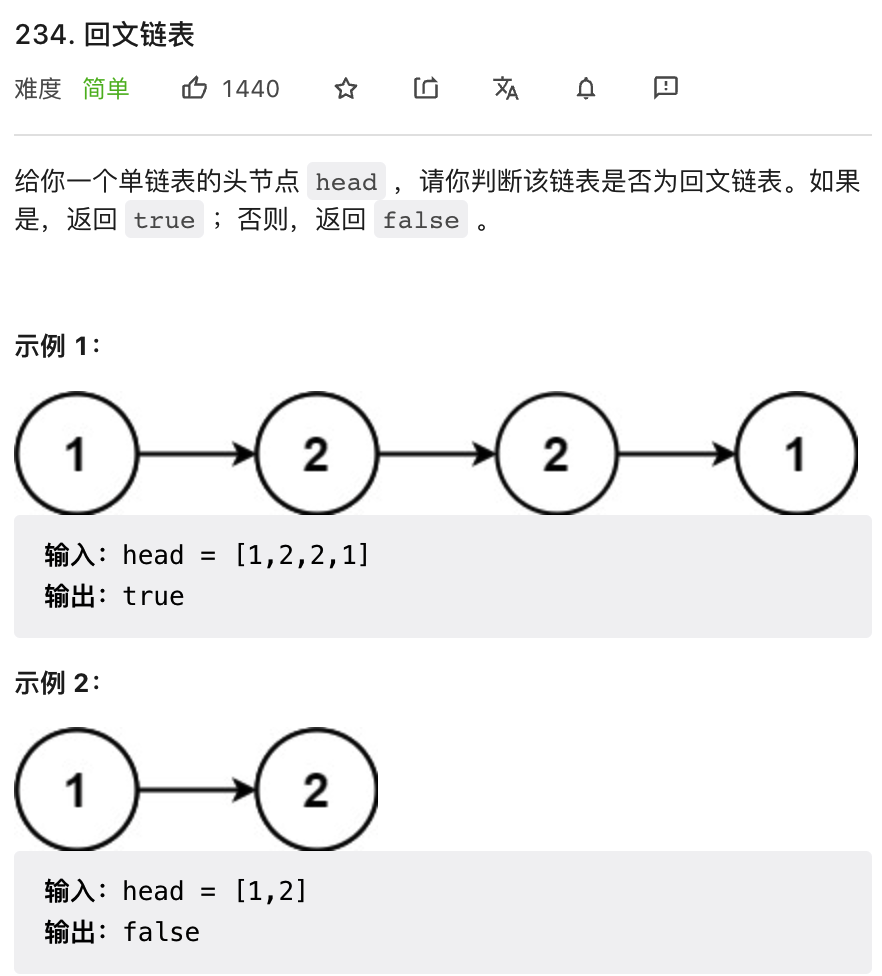 234. 回文链表
难度 简单 1440
给你一个单链表的头节点 head ，请你判断该链表是否为回文链表。如果
是，返回 true ；否则，返回 false 。
示例 1：
1 2 2 1
输入：head = [1,2,2,1]
输出：true
示例 2：
1 2
输入：head = [1,2]
输出：false